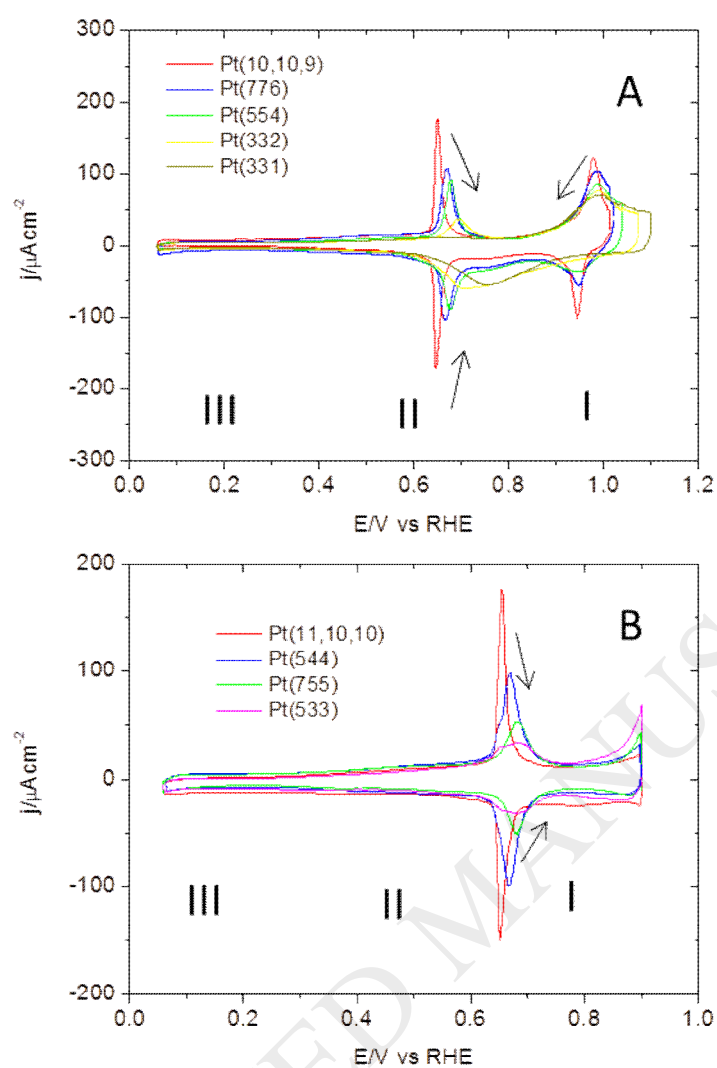 300
200
100
0
-100
-200
-300
j/μAcm-2
Pt(10,10,9)
Pt(776)
Pt(554)
Pt(332)
Pt(331)
A
III
II
I
0.0 0.2 0.4 0.6 0.8 1.0 1.2
E/V vs RHE
200
100
0
-100
-200
j/μAcm-2
Pt(11,10,10)
Pt(544)
Pt(755)
Pt(533)
B
III
II
I
0.0 0.2 0.4 0.6 0.8 1.0
E/V vs RHE
ED MANUS